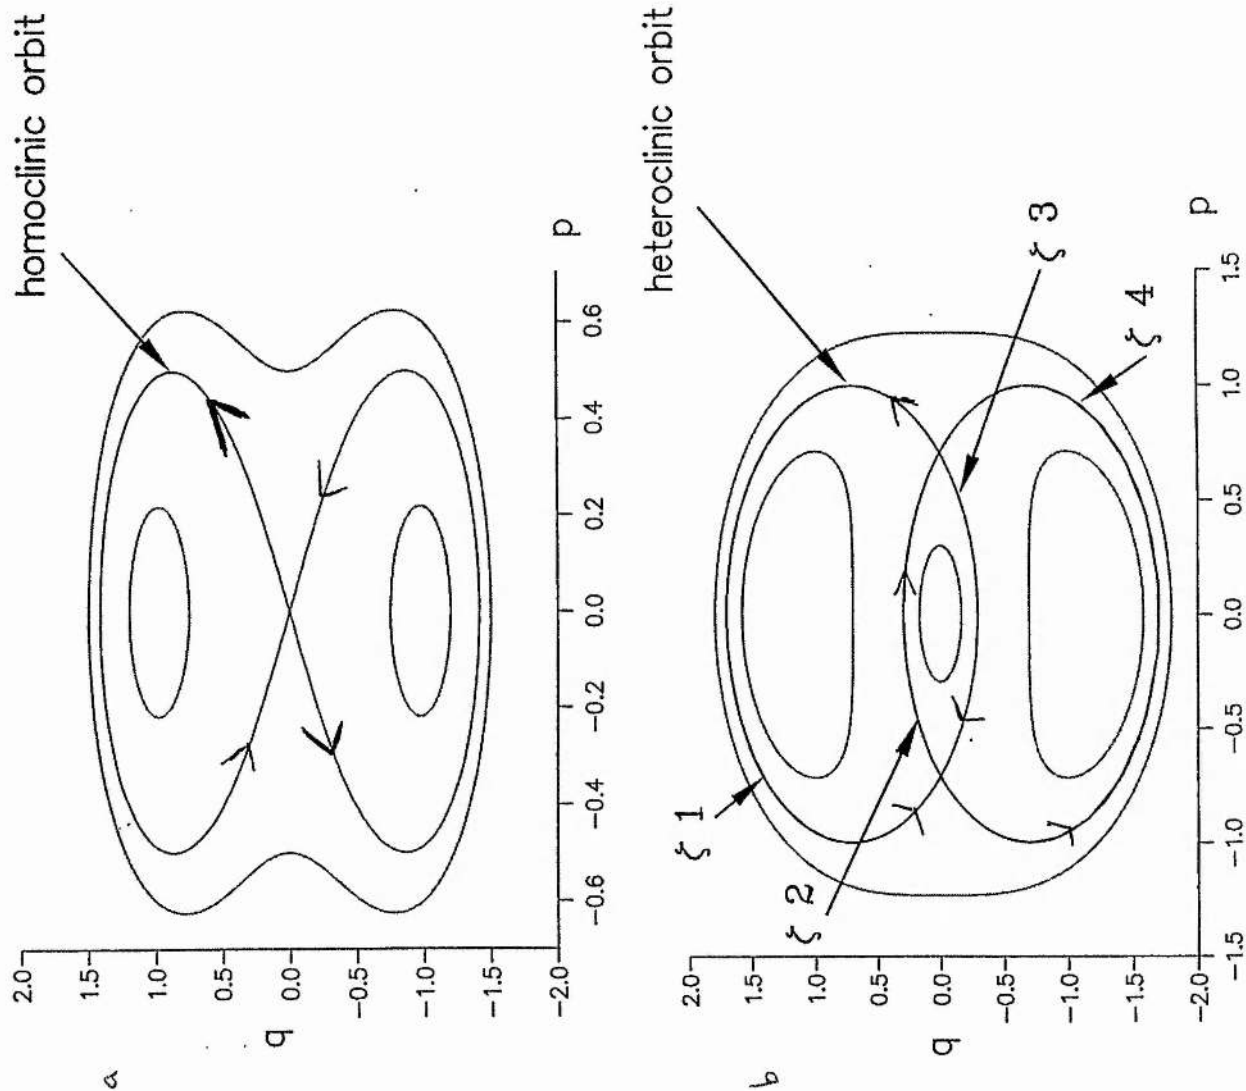 a
homoclinic orbit
2.0
1.5
1.0
0.5
0.0
−0.5
−1.0
−1.5
−2.0
q
−0.6 −0.4 −0.2 0.0 0.2 0.4 0.6
p
b
heteroclinic orbit
ζ 1
ζ 2
ζ 3
ζ 4
2.0
1.5
1.0
0.5
0.0
−0.5
−1.0
−1.5
−2.0
q
−1.5 −1.0 −0.5 0.0 0.5 1.0 1.5
p